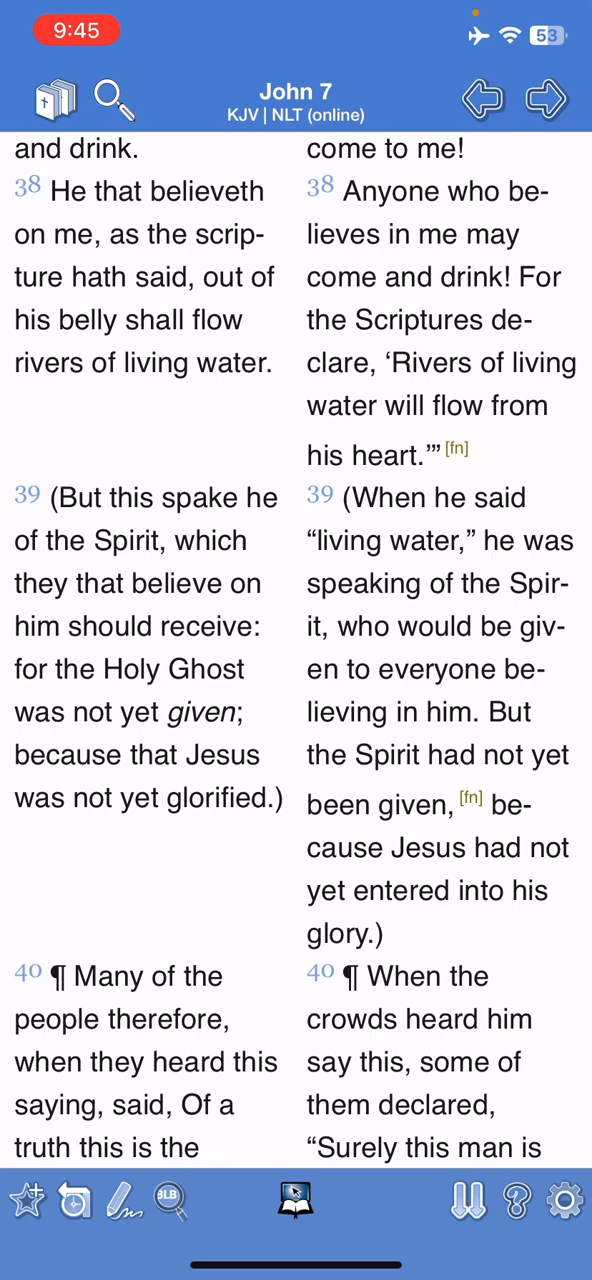 9:45
53
John 7
KJV | NLT (online)
and drink.
38 He that believeth
on me, as the scrip-
ture hath said, out of
his belly shall flow
rivers of living water.
39 (But this spake he
of the Spirit, which
they that believe on
him should receive:
for the Holy Ghost
was not yet given;
because that Jesus
was not yet glorified.)
40 ¶ Many of the
people therefore,
when they heard this
saying, said, Of a
truth this is the
come to me!
38 Anyone who be-
lieves in me may
come and drink! For
the Scriptures de-
clare, ‘Rivers of living
water will flow from
his heart.’” [fn]
39 (When he said
“living water,” he was
speaking of the Spir-
it, who would be giv-
en to everyone be-
lieving in him. But
the Spirit had not yet
been given, [fn] be-
cause Jesus had not
yet entered into his
glory.)
40 ¶ When the
crowds heard him
say this, some of
them declared,
“Surely this man is
BLB